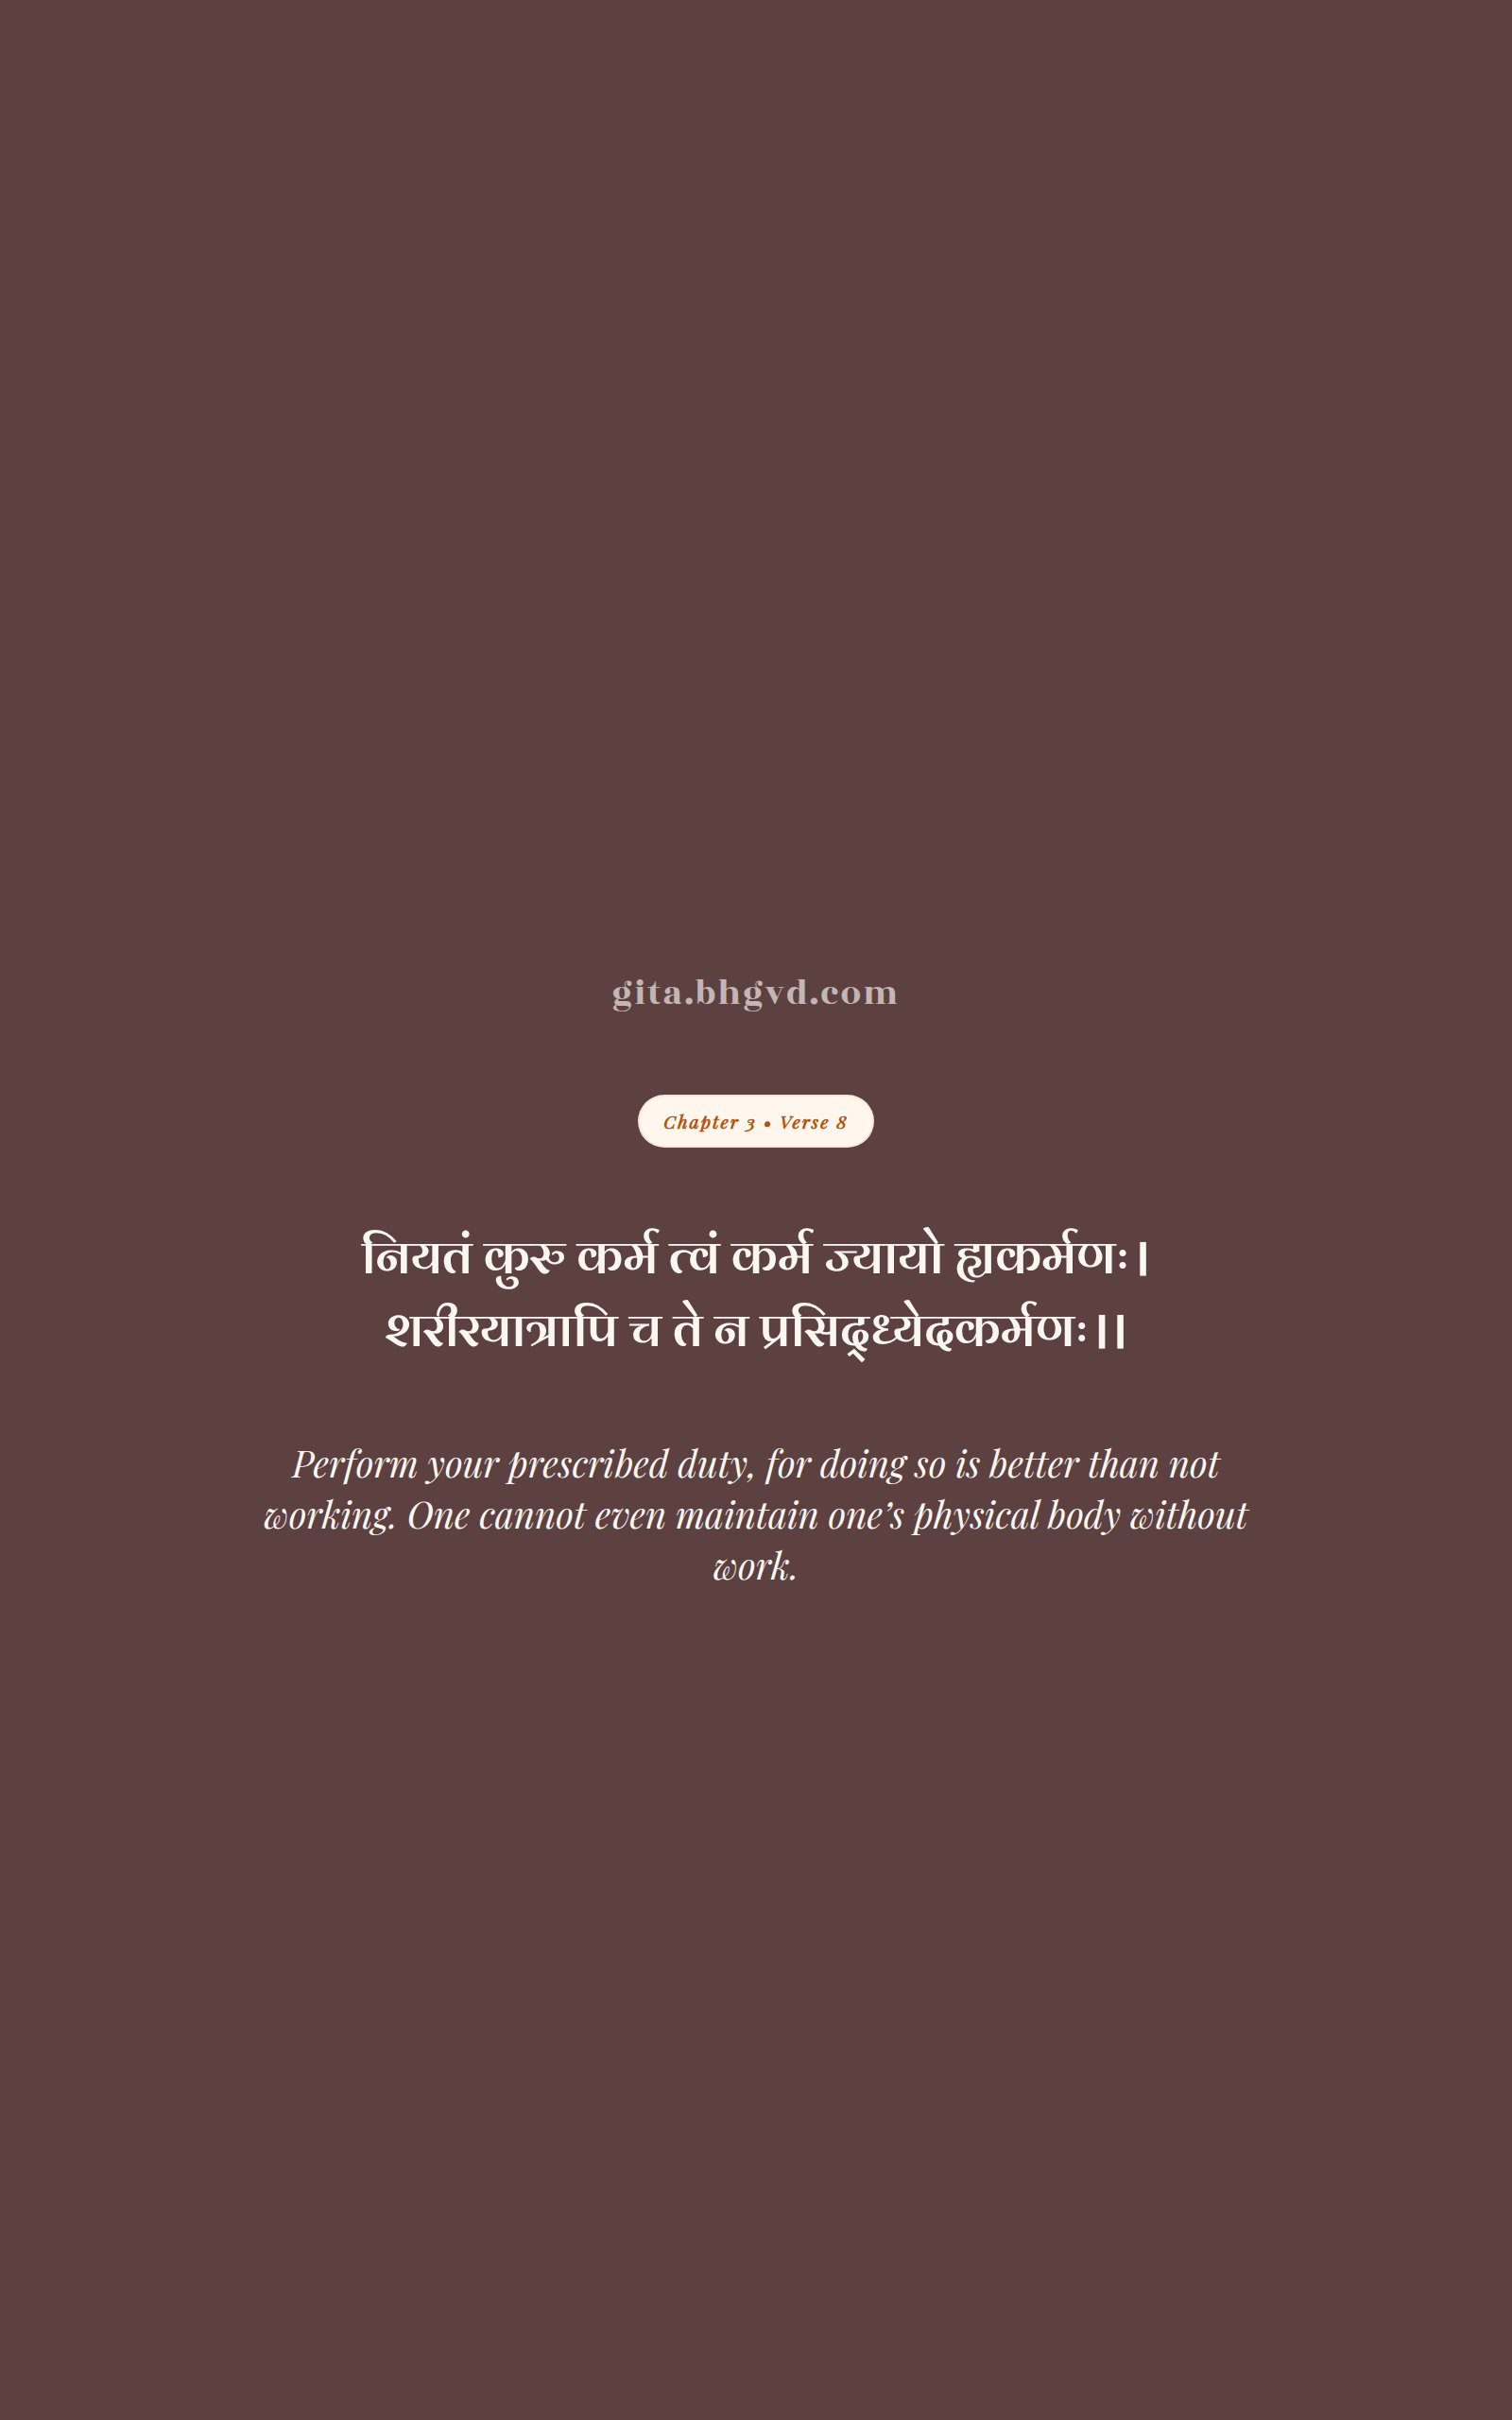 gita.bhgvd.com
Chapter 3 • Verse 8
नियतं कुरु कर्म त्वं कर्म ज्यायो ह्यकर्मणः।
शरीरयात्रापि च ते न प्रसिद्ध्येदकर्मणः।।
Perform your prescribed duty, for doing so is better than not
working. One cannot even maintain one’s physical body without
work.